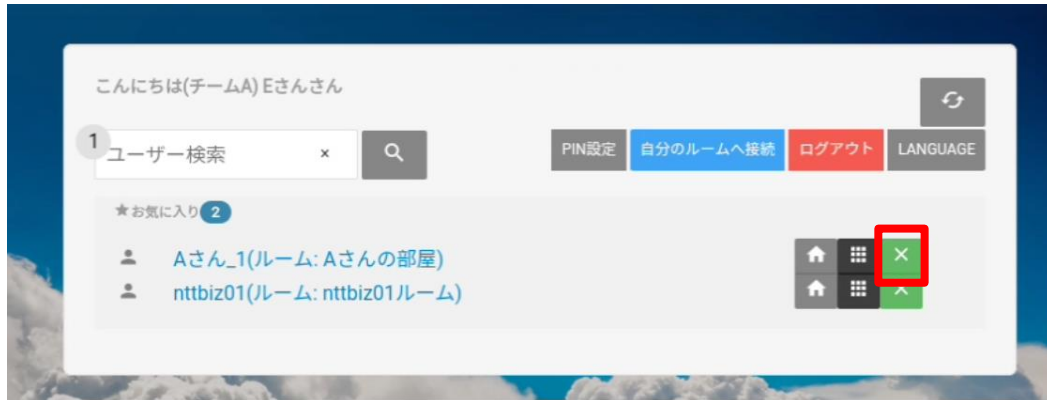 こんにちは(チームA) Eさんさん
1
ユーザー検索 ×
PIN設定 自分のルームへ接続 ログアウト LANGUAGE
★お気に入り 2
Aさん_1(ルーム: Aさんの部屋)
nttbiz01(ルーム: nttbiz01ルーム)